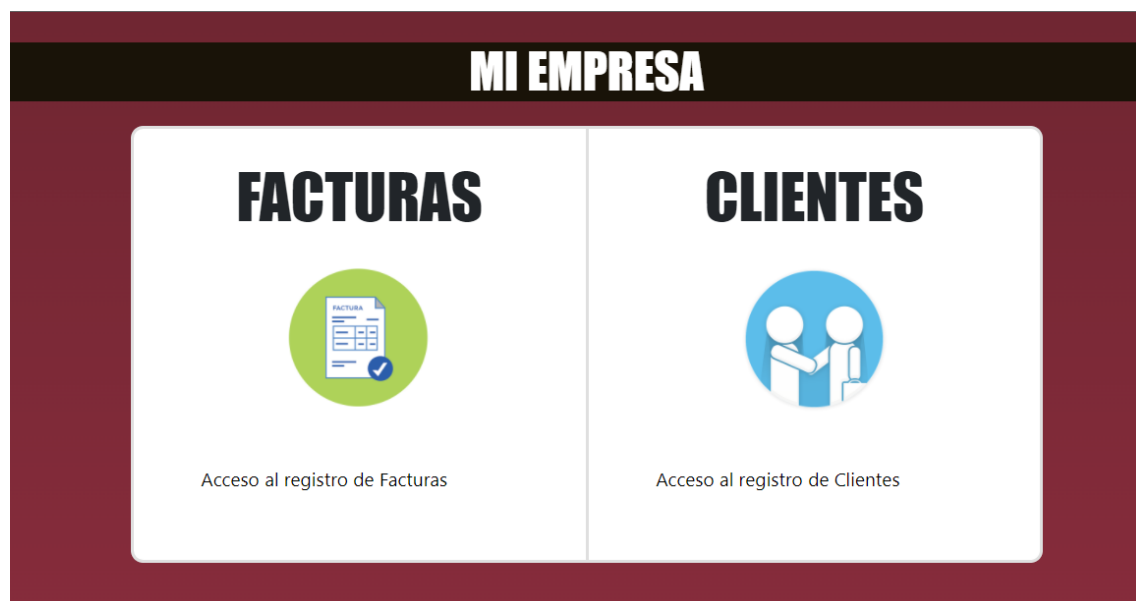 MI EMPRESA
FACTURAS
CLIENTES
FACTURA
Acceso al registro de Facturas
Acceso al registro de Clientes